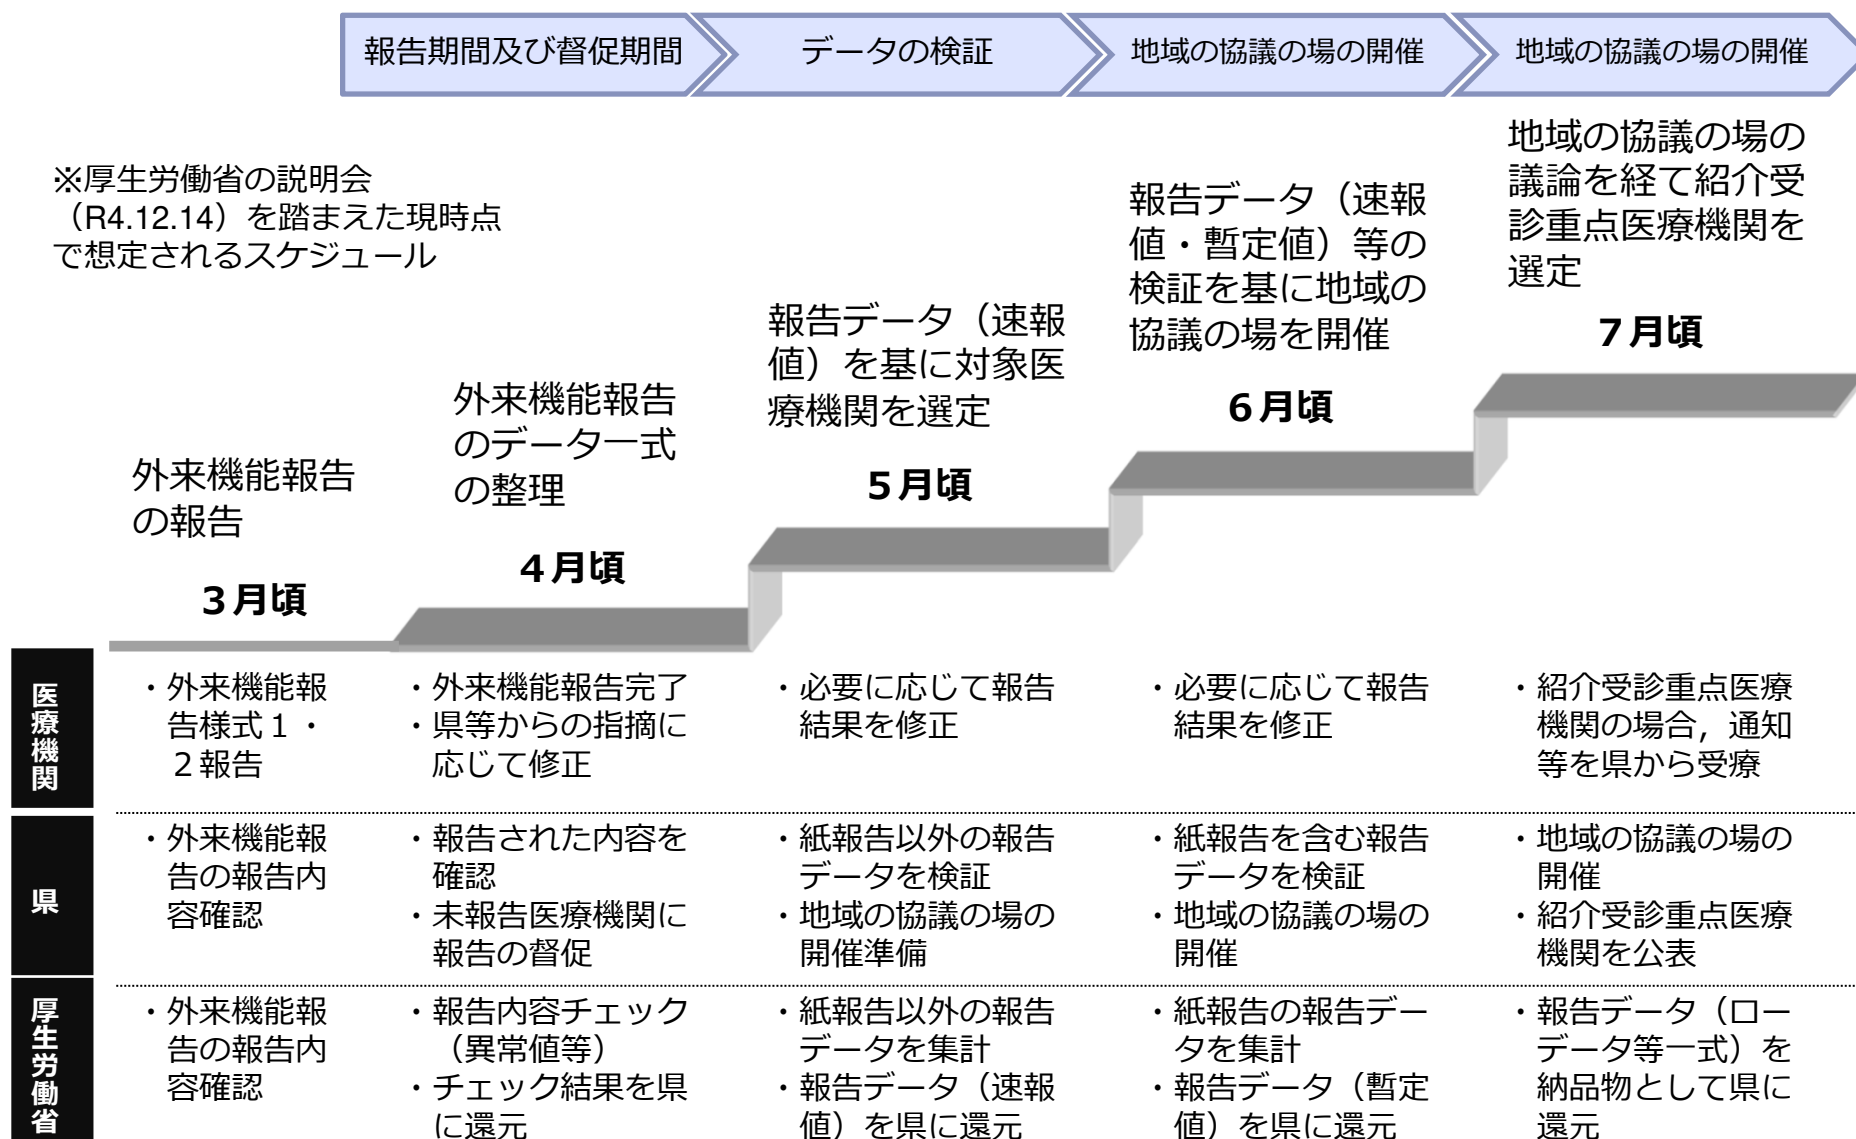 報告期間及び督促期間
データの検証
地域の協議の場の開催
地域の協議の場の開催
※厚生労働省の説明会
（R4.12.14）を踏まえた現時点
で想定されるスケジュール
外来機能報告
の報告
３月頃
外来機能報告
のデータ一式
の整理
４月頃
報告データ（速報
値）を基に対象医
療機関を選定
５月頃
報告データ（速報
値・暫定値）等の
検証を基に地域の
協議の場を開催
６月頃
地域の協議の場の
議論を経て紹介受
診重点医療機関を
選定
７月頃
医療機関
・外来機能報
告様式１・
２報告
・外来機能報告完了
・県等からの指摘に
応じて修正
・必要に応じて報告
結果を修正
・必要に応じて報告
結果を修正
・紹介受診重点医療
機関の場合，通知
等を県から受療
県
・外来機能報
告の報告内
容確認
・報告された内容を
確認
・未報告医療機関に
報告の督促
・紙報告以外の報告
データを検証
・地域の協議の場の
開催準備
・紙報告を含む報告
データを検証
・地域の協議の場の
開催
・地域の協議の場の
開催
・紹介受診重点医療
機関を公表
厚生労働省
・外来機能報
告の報告内
容確認
・報告内容チェック
（異常値等）
・チェック結果を県
に還元
・紙報告以外の報告
データを集計
・報告データ（速報
値）を県に還元
・紙報告の報告デー
タを集計
・報告データ（暫定
値）を県に還元
・報告データ（ロー
データ等一式）を
納品物として県に
還元